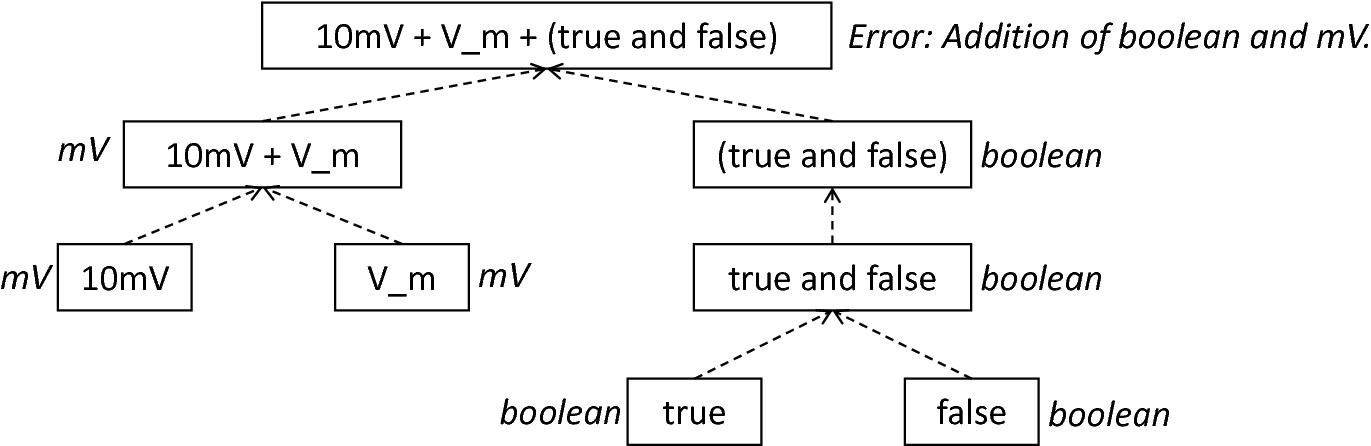 10mV + V_m + (true and false) Error: Addition of boolean and mV.
mV 10mV + V_m (true and false) boolean
mV 10mV V_m mV true and false boolean
boolean true false boolean